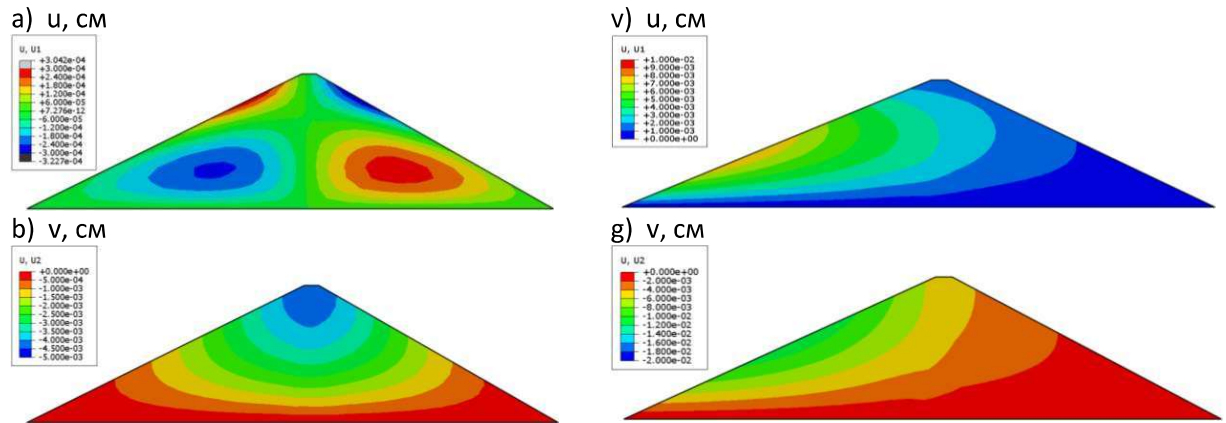 a) u, см
U, U1
+3.042e-04
+3.000e-04
+2.400e-04
+1.800e-04
+1.200e-04
+6.000e-05
+7.276e-12
-6.000e-05
-1.200e-04
-1.800e-04
-2.400e-04
-3.000e-04
-3.227e-04
v) u, см
U, U1
+1.000e-02
+9.000e-03
+8.000e-03
+7.000e-03
+6.000e-03
+5.000e-03
+4.000e-03
+3.000e-03
+2.000e-03
+1.000e-03
+0.000e+00
b) v, см
U, U2
+0.000e+00
-5.000e-04
-1.000e-03
-1.500e-03
-2.000e-03
-2.500e-03
-3.000e-03
-3.500e-03
-4.000e-03
-4.500e-03
-5.000e-03
g) v, см
U, U2
+0.000e+00
-2.000e-03
-4.000e-03
-6.000e-03
-8.000e-03
-1.000e-02
-1.200e-02
-1.400e-02
-1.600e-02
-1.800e-02
-2.000e-02